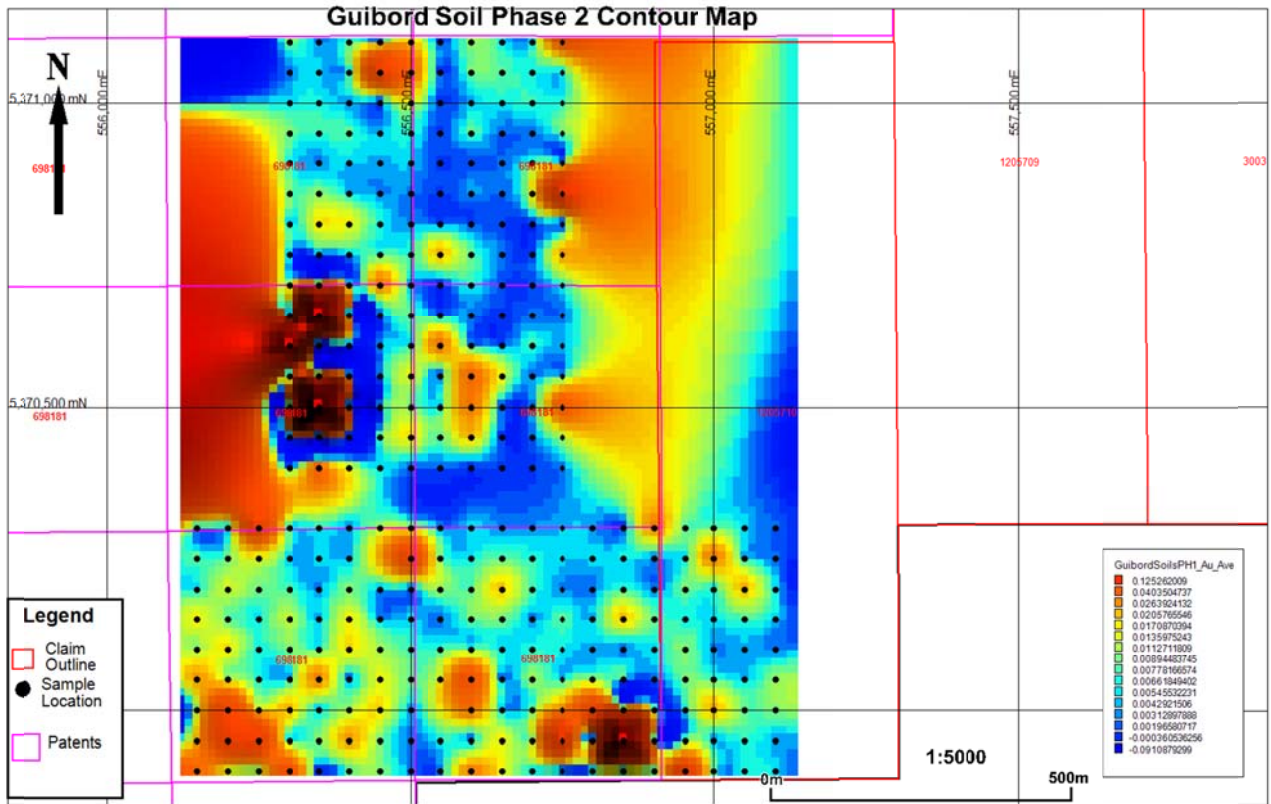 Guibord Soil Phase 2 Contour Map
N
5,371,000 mN
556,000 mE
556,500 mE
557,000 mE
557,500 mE
698181
698181
698181
1205709
3003
5,370,500 mN
698181
698181
698181
1205710
698181
698181
Legend
Claim
Outline
Sample
Location
Patents
GuibordSoilsPH1_Au_Ave
0.125262009
0.0403504737
0.0263924132
0.0205765546
0.0170870394
0.0135975243
0.0112711809
0.00894483745
0.00778166574
0.00661849402
0.00545532231
0.0042921506
0.00312897888
0.00196580717
-0.000360536256
-0.0910879299
1:5000
0m
500m